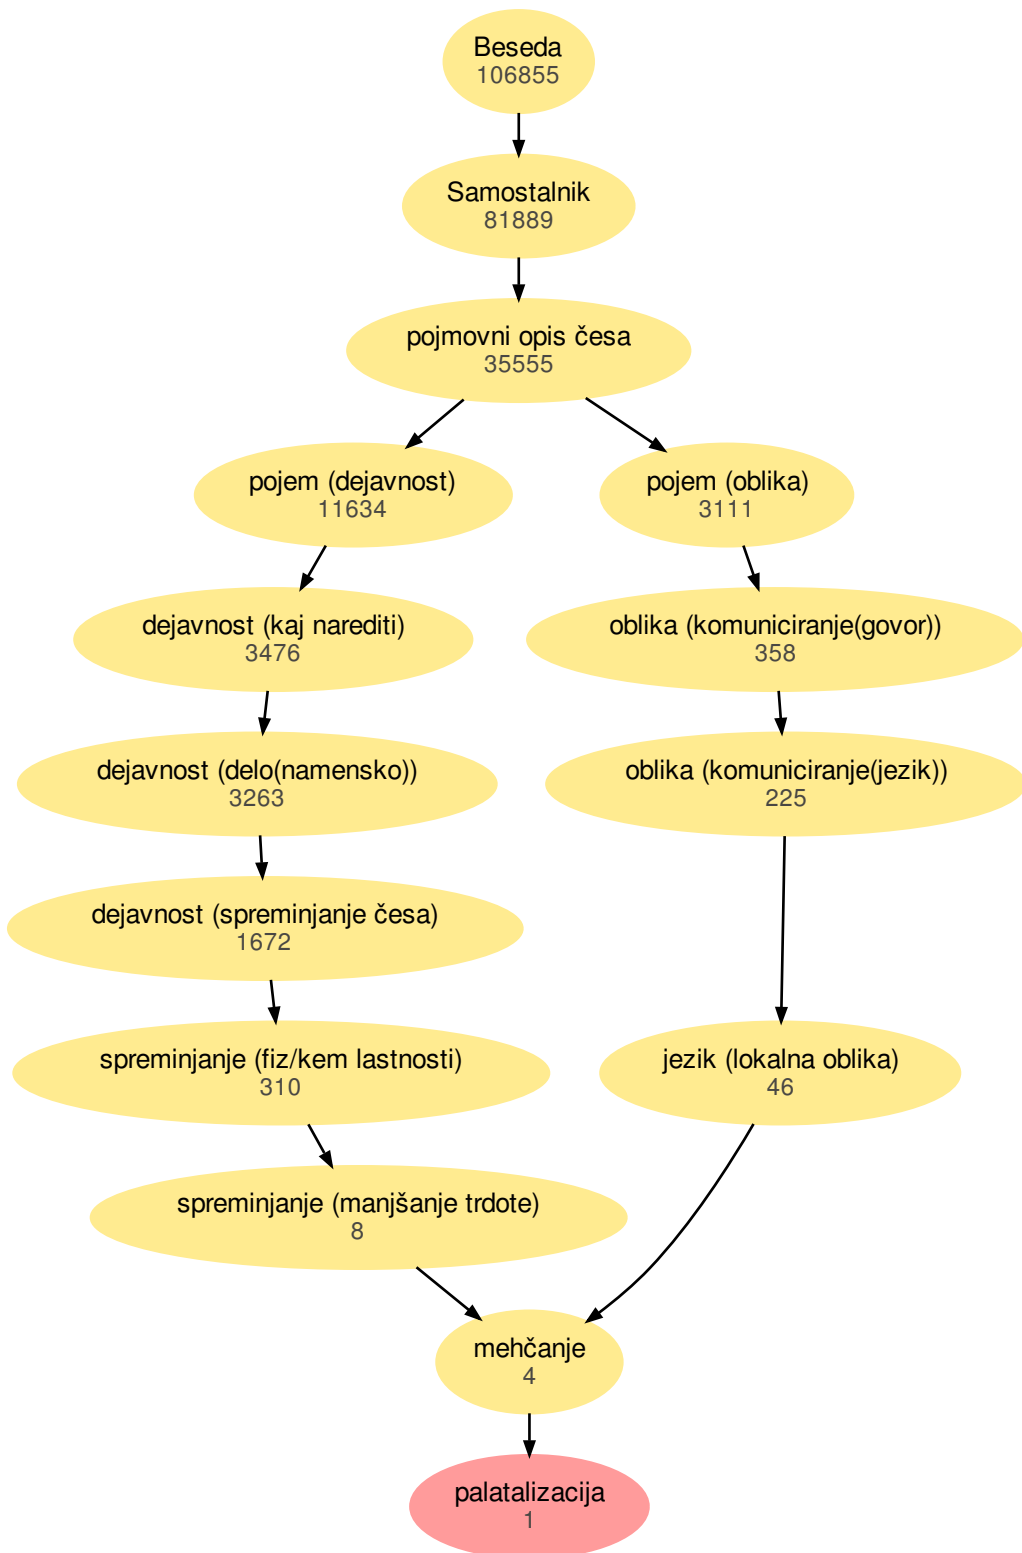 Beseda
106855
Samostalnik
81889
pojmovni opis česa
35555
pojem (dejavnost)
11634
pojem (oblika)
3111
dejavnost (kaj narediti)
3476
oblika (komuniciranje(govor))
358
dejavnost (delo(namensko))
3263
oblika (komuniciranje(jezik))
225
dejavnost (spreminjanje česa)
1672
spreminjanje (fiz/kem lastnosti)
310
jezik (lokalna oblika)
46
spreminjanje (manjšanje trdote)
8
mehčanje
4
palatalizacija
1